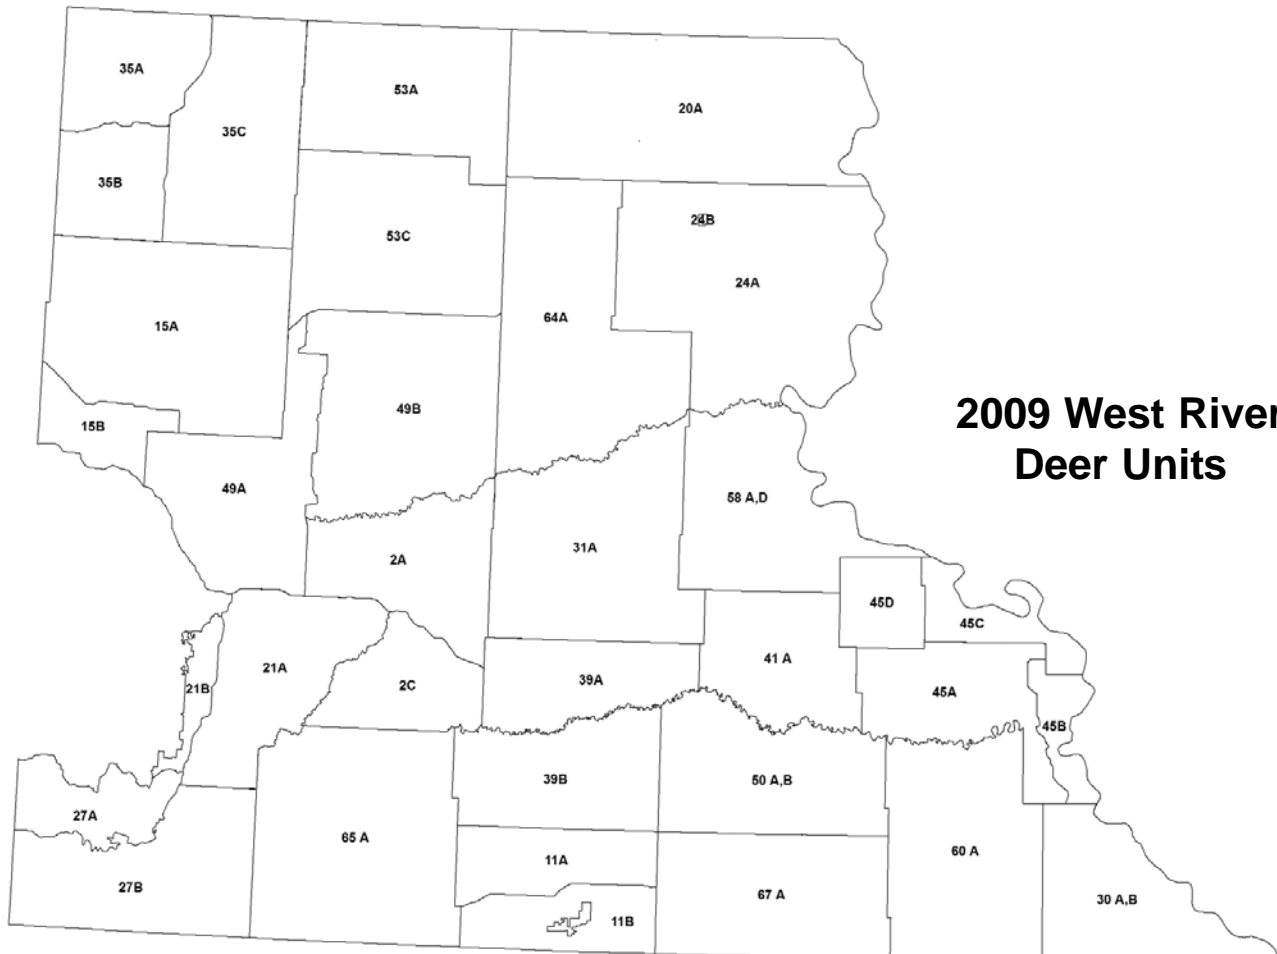 35A
53A
20A
35C
35B
24B
53C
24A
64A
15A
49B
15B
2009 West River
Deer Units
49A
58 A,D
31A
2A
45D
45C
41 A
21A
39A
2C
21B
45A
45B
39B
50 A,B
27A
65 A
60 A
11A
27B
67 A
30 A,B
11B